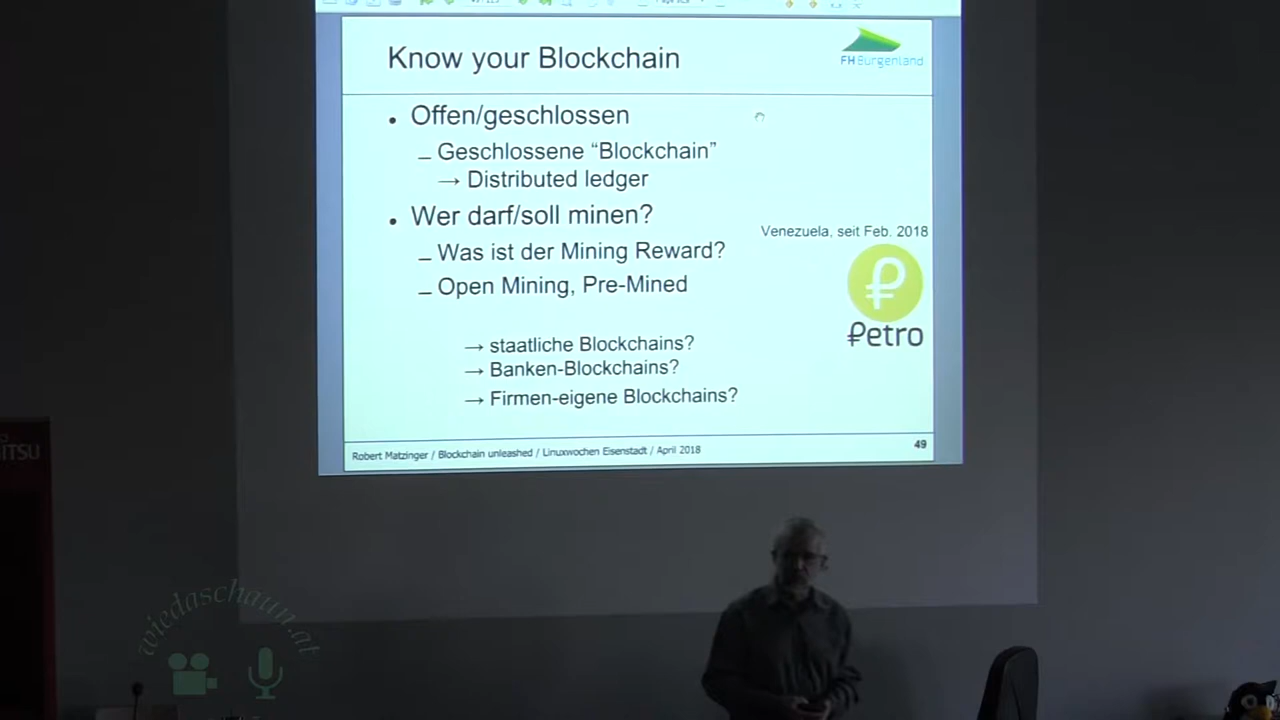 Know your Blockchain
FH Burgenland
• Offen/geschlossen
– Geschlossene “Blockchain”
→ Distributed ledger
• Wer darf/soll minen?
– Was ist der Mining Reward?
– Open Mining, Pre-Mined
Venezuela, seit Feb. 2018
₽etro
→ staatliche Blockchains?
→ Banken-Blockchains?
→ Firmen-eigene Blockchains?
Robert Matzinger / Blockchain unleashed / Linuxwochen Eisenstadt / April 2018
49
ITSU
wiedaschaun.at